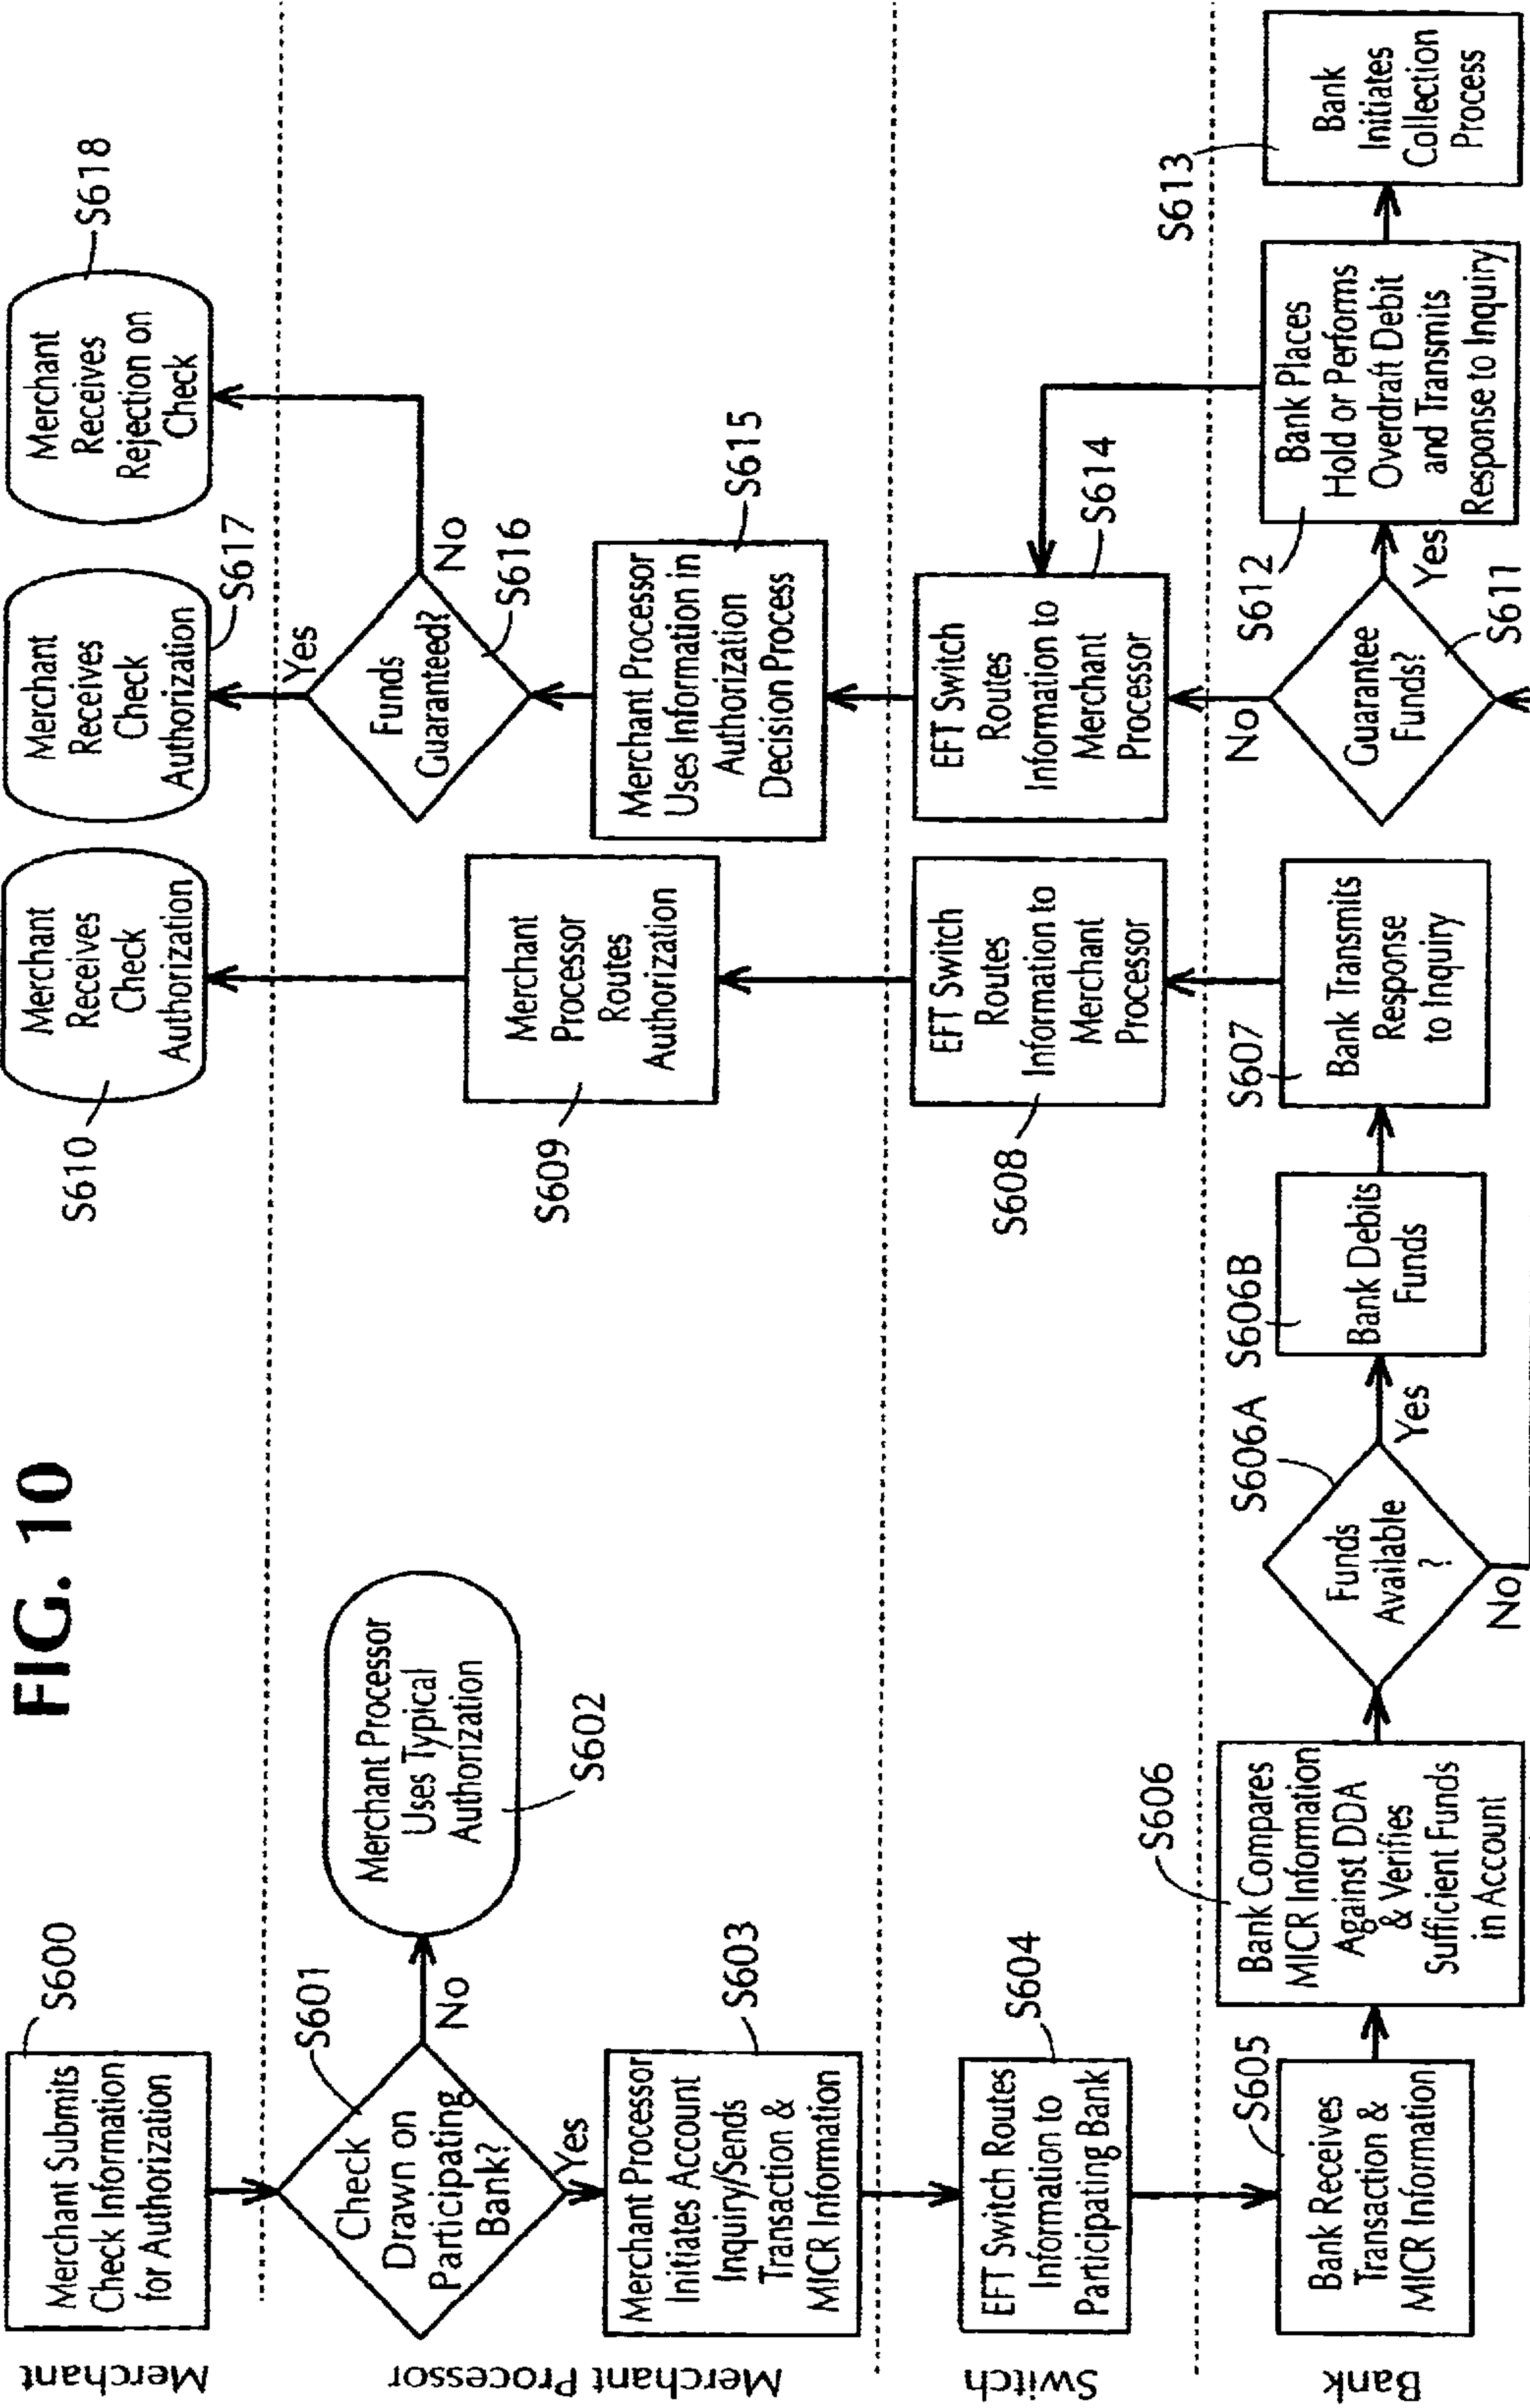 FIG. 10
Merchant
Merchant Submits
Check Information
for Authorization
S600
Merchant
Receives
Check
Authorization
S610
Merchant
Receives
Check
Authorization
S617
Merchant
Receives
Rejection on
Check
S618
Merchant Processor
Check
Drawn on
Participating
Bank?
S601
No
Yes
Merchant Processor
Uses Typical
Authorization
S602
Merchant Processor
Initiates Account
Inquiry/Sends
Transaction &
MICR Information
S603
Merchant
Processor
Routes
Authorization
S609
Funds
Guaranteed?
S616
Yes
No
Merchant Processor
Uses Information in
Authorization
Decision Process
S615
Switch
EFT Switch Routes
Information to
Participating Bank
S604
EFT Switch
Routes
Information to
Merchant
Processor
S608
EFT Switch
Routes
Information to
Merchant
Processor
S614
Bank
Bank Receives
Transaction &
MICR Information
S605
Bank Compares
MICR Information
Against DDA
& Verifies
Sufficient Funds
in Account
S606
Funds
Available
?
S606A
Yes
No
Bank Debits
Funds
S606B
Bank Transmits
Response
to Inquiry
S607
Guarantee
Funds?
S611
No
Yes
Bank Places
Hold or Performs
Overdraft Debit
and Transmits
Response to Inquiry
S612
Bank
Initiates
Collection
Process
S613